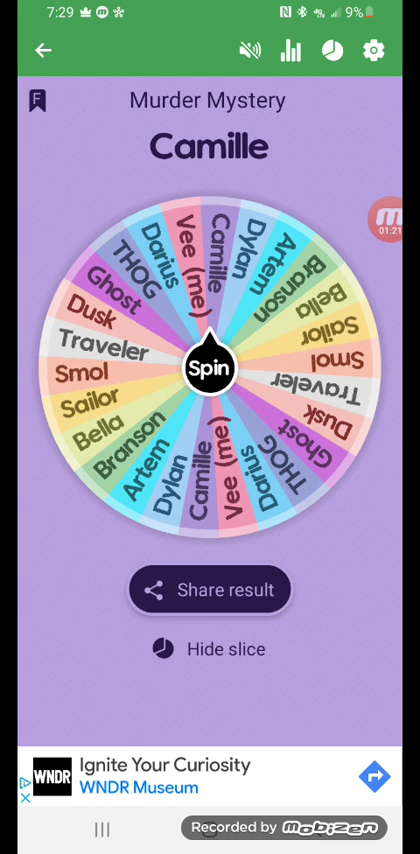 7:29 9%
F
Murder Mystery
Camille
Vee (me)
Camille
Dylan
Artem
Branson
Bella
Sailor
Smol
Traveler
Dusk
Ghost
THOG
Darius
Vee (me)
Camille
Dylan
Artem
Branson
Bella
Sailor
Smol
Traveler
Dusk
Ghost
THOG
Darius
Spin
01:21
Share result
Hide slice
WNDR
Ignite Your Curiosity
WNDR Museum
Recorded by mobizen